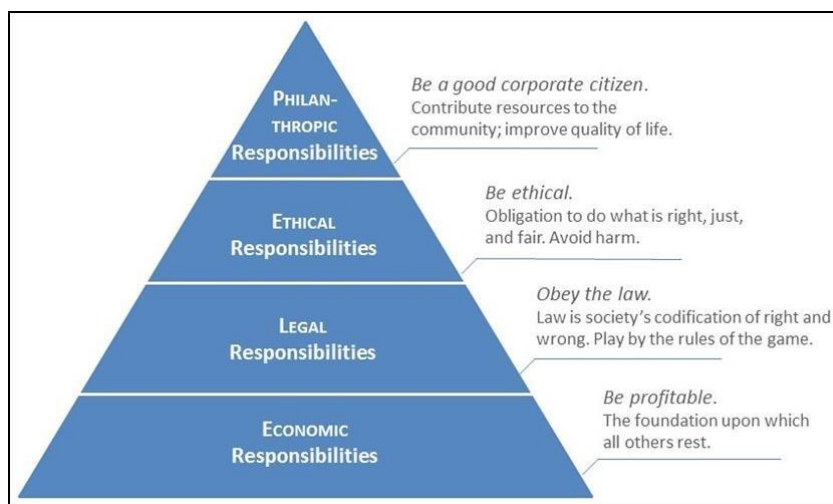 PHILAN-
THROPIC
Responsibilities
Be a good corporate citizen.
Contribute resources to the
community; improve quality of life.
ETHICAL
Responsibilities
Be ethical.
Obligation to do what is right, just,
and fair. Avoid harm.
LEGAL
Responsibilities
Obey the law.
Law is society's codification of right and
wrong. Play by the rules of the game.
ECONOMIC
Responsibilities
Be profitable.
The foundation upon which
all others rest.